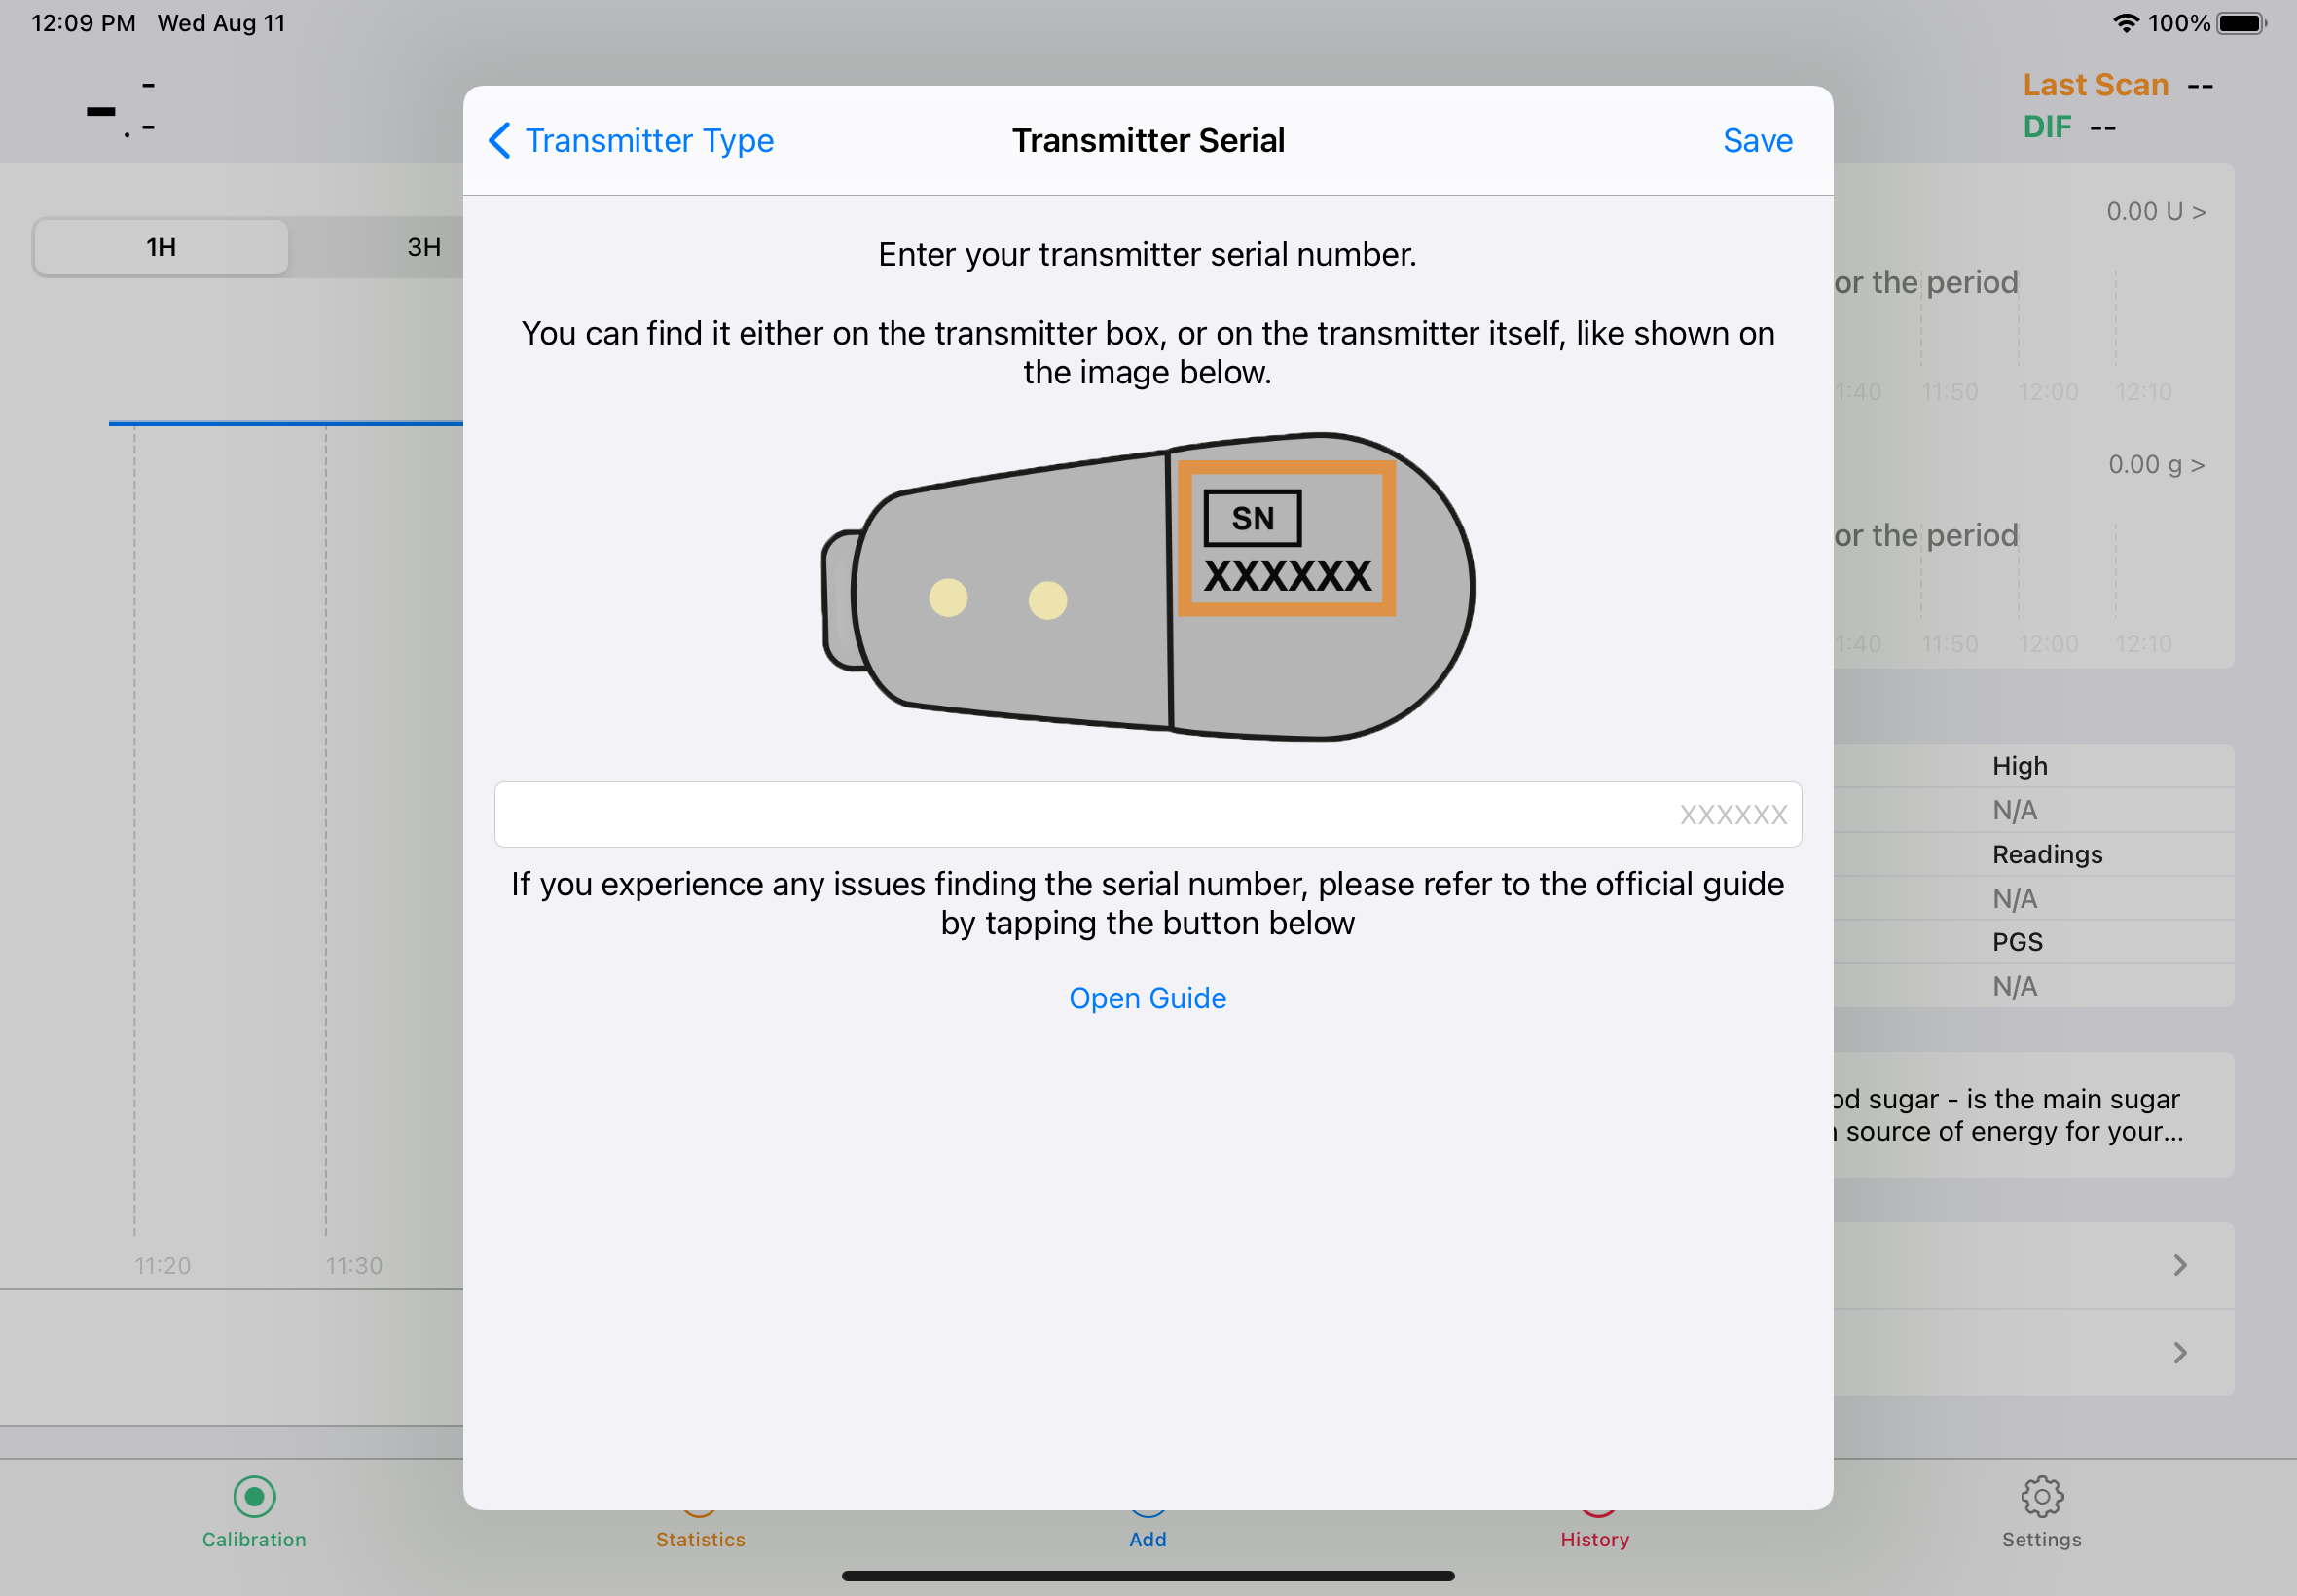 12:09 PM Wed Aug 11
100%
-.
-
-
Last Scan --
DIF --
Transmitter Type
Transmitter Serial
Save
1H
3H
Enter your transmitter serial number.
You can find it either on the transmitter box, or on the transmitter itself, like shown on
the image below.
SN
XXXXXX
XXXXXX
If you experience any issues finding the serial number, please refer to the official guide
by tapping the button below
Open Guide
11:20
11:30
0.00 U >
or the period
1:40
11:50
12:00
12:10
0.00 g >
or the period
1:40
11:50
12:00
12:10
High
N/A
Readings
N/A
PGS
N/A
od sugar - is the main sugar
source of energy for your...
Calibration
Statistics
Add
History
Settings